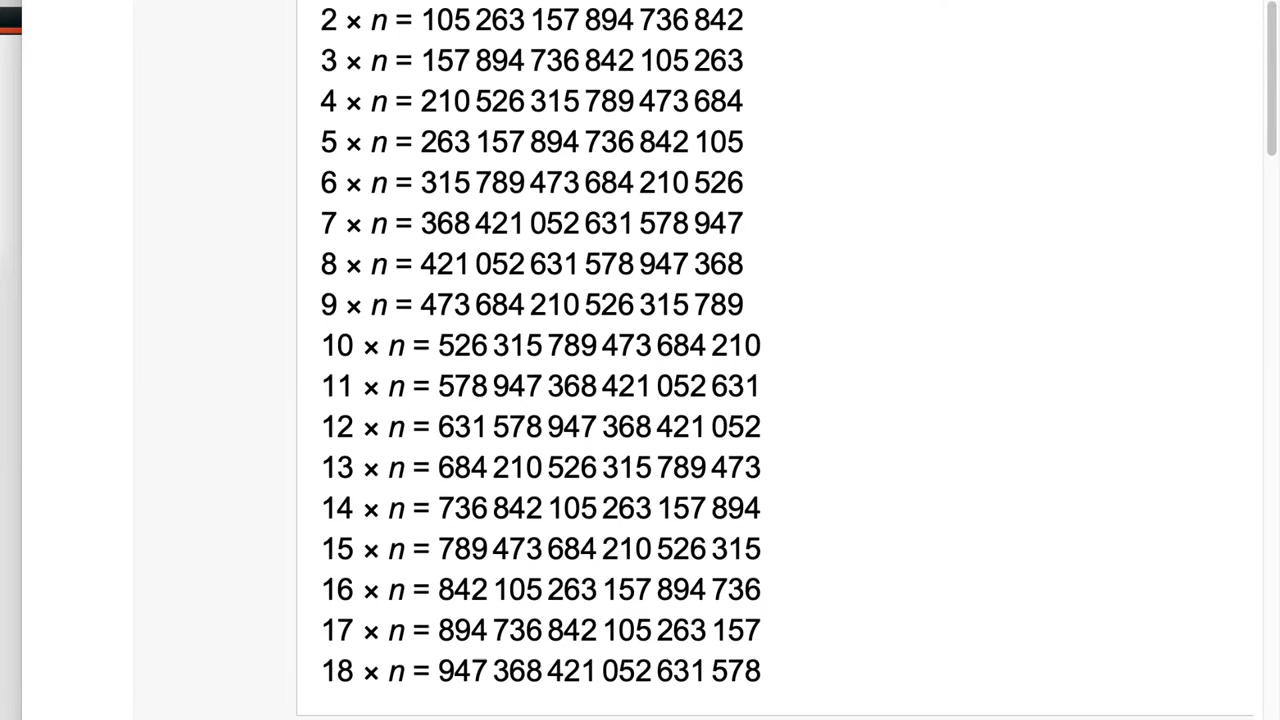 2 × n = 105 263 157 894 736 842
3 × n = 157 894 736 842 105 263
4 × n = 210 526 315 789 473 684
5 × n = 263 157 894 736 842 105
6 × n = 315 789 473 684 210 526
7 × n = 368 421 052 631 578 947
8 × n = 421 052 631 578 947 368
9 × n = 473 684 210 526 315 789
10 × n = 526 315 789 473 684 210
11 × n = 578 947 368 421 052 631
12 × n = 631 578 947 368 421 052
13 × n = 684 210 526 315 789 473
14 × n = 736 842 105 263 157 894
15 × n = 789 473 684 210 526 315
16 × n = 842 105 263 157 894 736
17 × n = 894 736 842 105 263 157
18 × n = 947 368 421 052 631 578